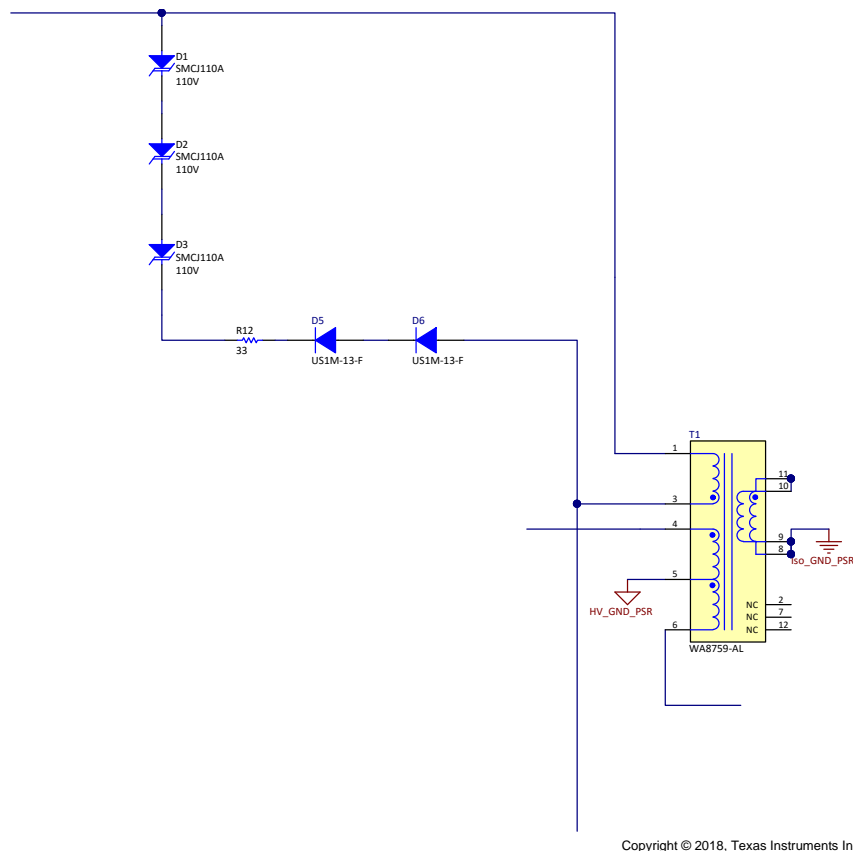 D1
SMCJ110A
110V
D2
SMCJ110A
110V
D3
SMCJ110A
110V
R12
33
D5
US1M-13-F
D6
US1M-13-F
T1
1
3
4
5
6
11
10
9
8
NC 2
NC 7
NC 12
WA8759-AL
HV_GND_PSR
Iso_GND_PSR
Copyright © 2018, Texas Instruments In